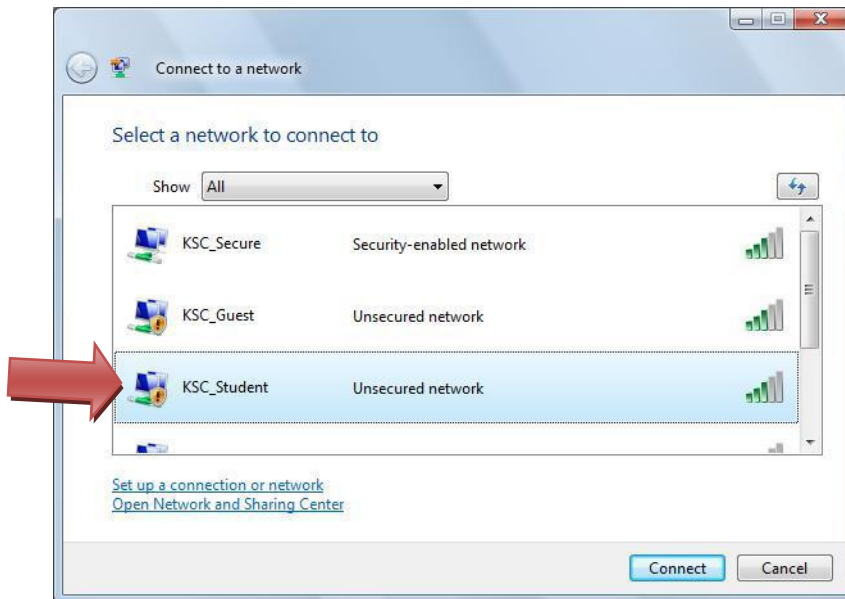 Connect to a network
Select a network to connect to
Show All
KSC_Secure Security-enabled network
KSC_Guest Unsecured network
KSC_Student Unsecured network
Set up a connection or network
Open Network and Sharing Center
Connect Cancel